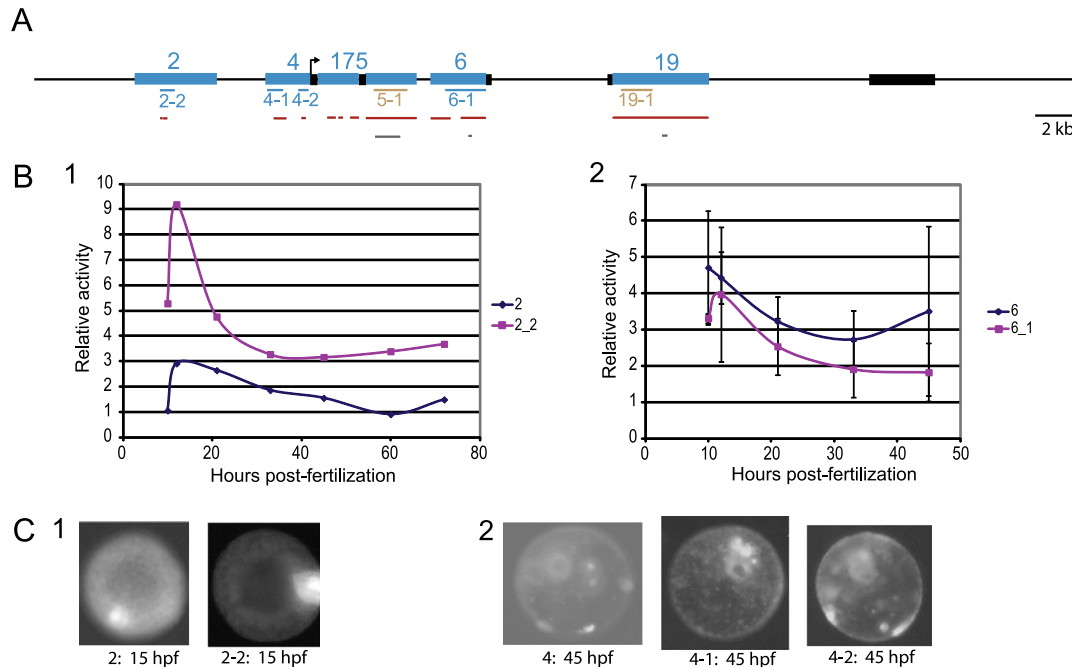 A
2 4 175 6 19
2-2 4-1 4-2 5-1 6-1 19-1
2 kb
B 1 2
10
9
8
7
6
5
4
3
2
1
0
Relative activity
0 20 40 60 80
Hours post-fertilization
2
2_2
7
6
5
4
3
2
1
0
Relative activity
0 10 20 30 40 50
Hours post-fertilization
6
6_1
C 1 2
2: 15 hpf 2-2: 15 hpf 4: 45 hpf 4-1: 45 hpf 4-2: 45 hpf